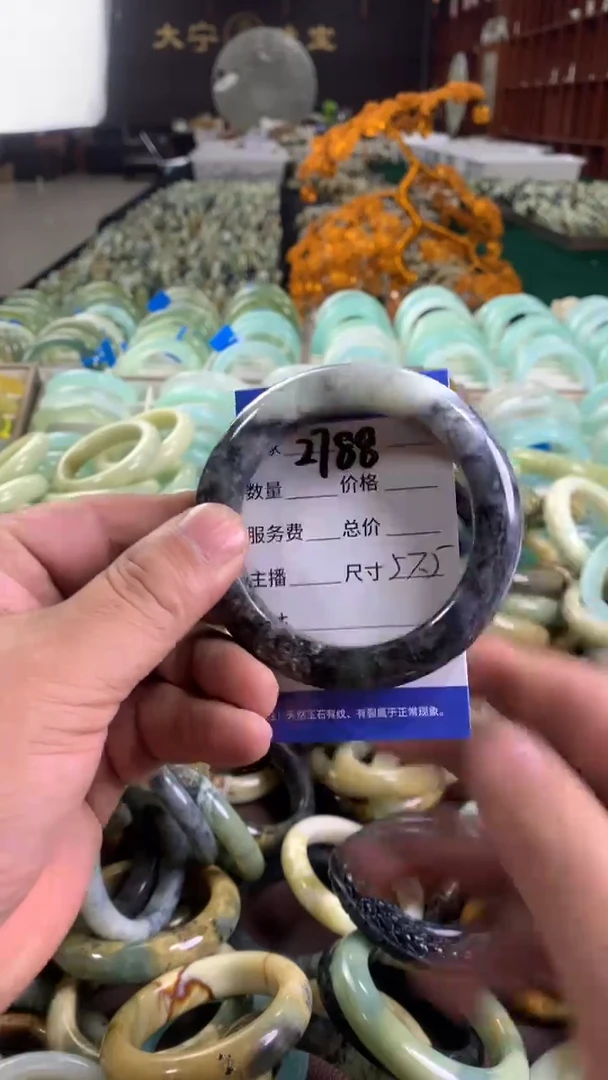 大宁
宝
2788
数量 价格
服务费 总价
主播 尺寸 57.5
天然玉石有纹、有裂属于正常现象。